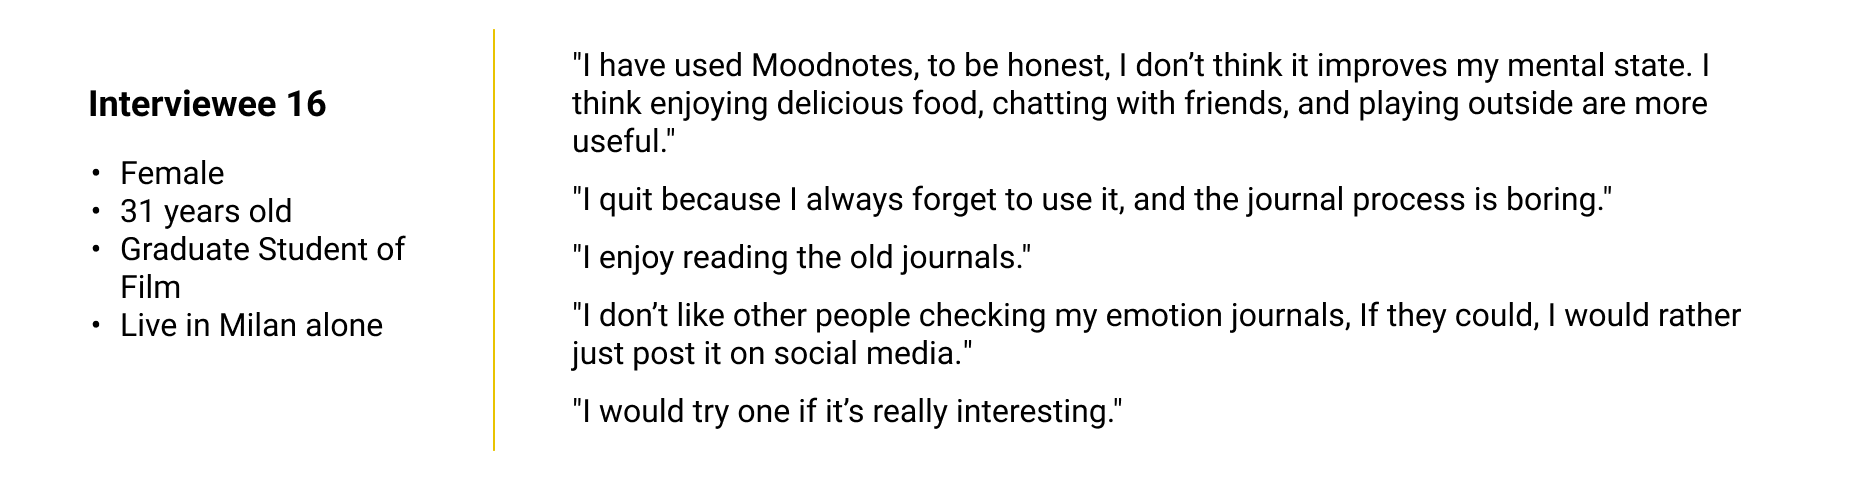 Interviewee 16
• Female
• 31 years old
• Graduate Student of
Film
• Live in Milan alone
"I have used Moodnotes, to be honest, I don’t think it improves my mental state. I
think enjoying delicious food, chatting with friends, and playing outside are more
useful."
"I quit because I always forget to use it, and the journal process is boring."
"I enjoy reading the old journals."
"I don’t like other people checking my emotion journals, If they could, I would rather
just post it on social media."
"I would try one if it’s really interesting."